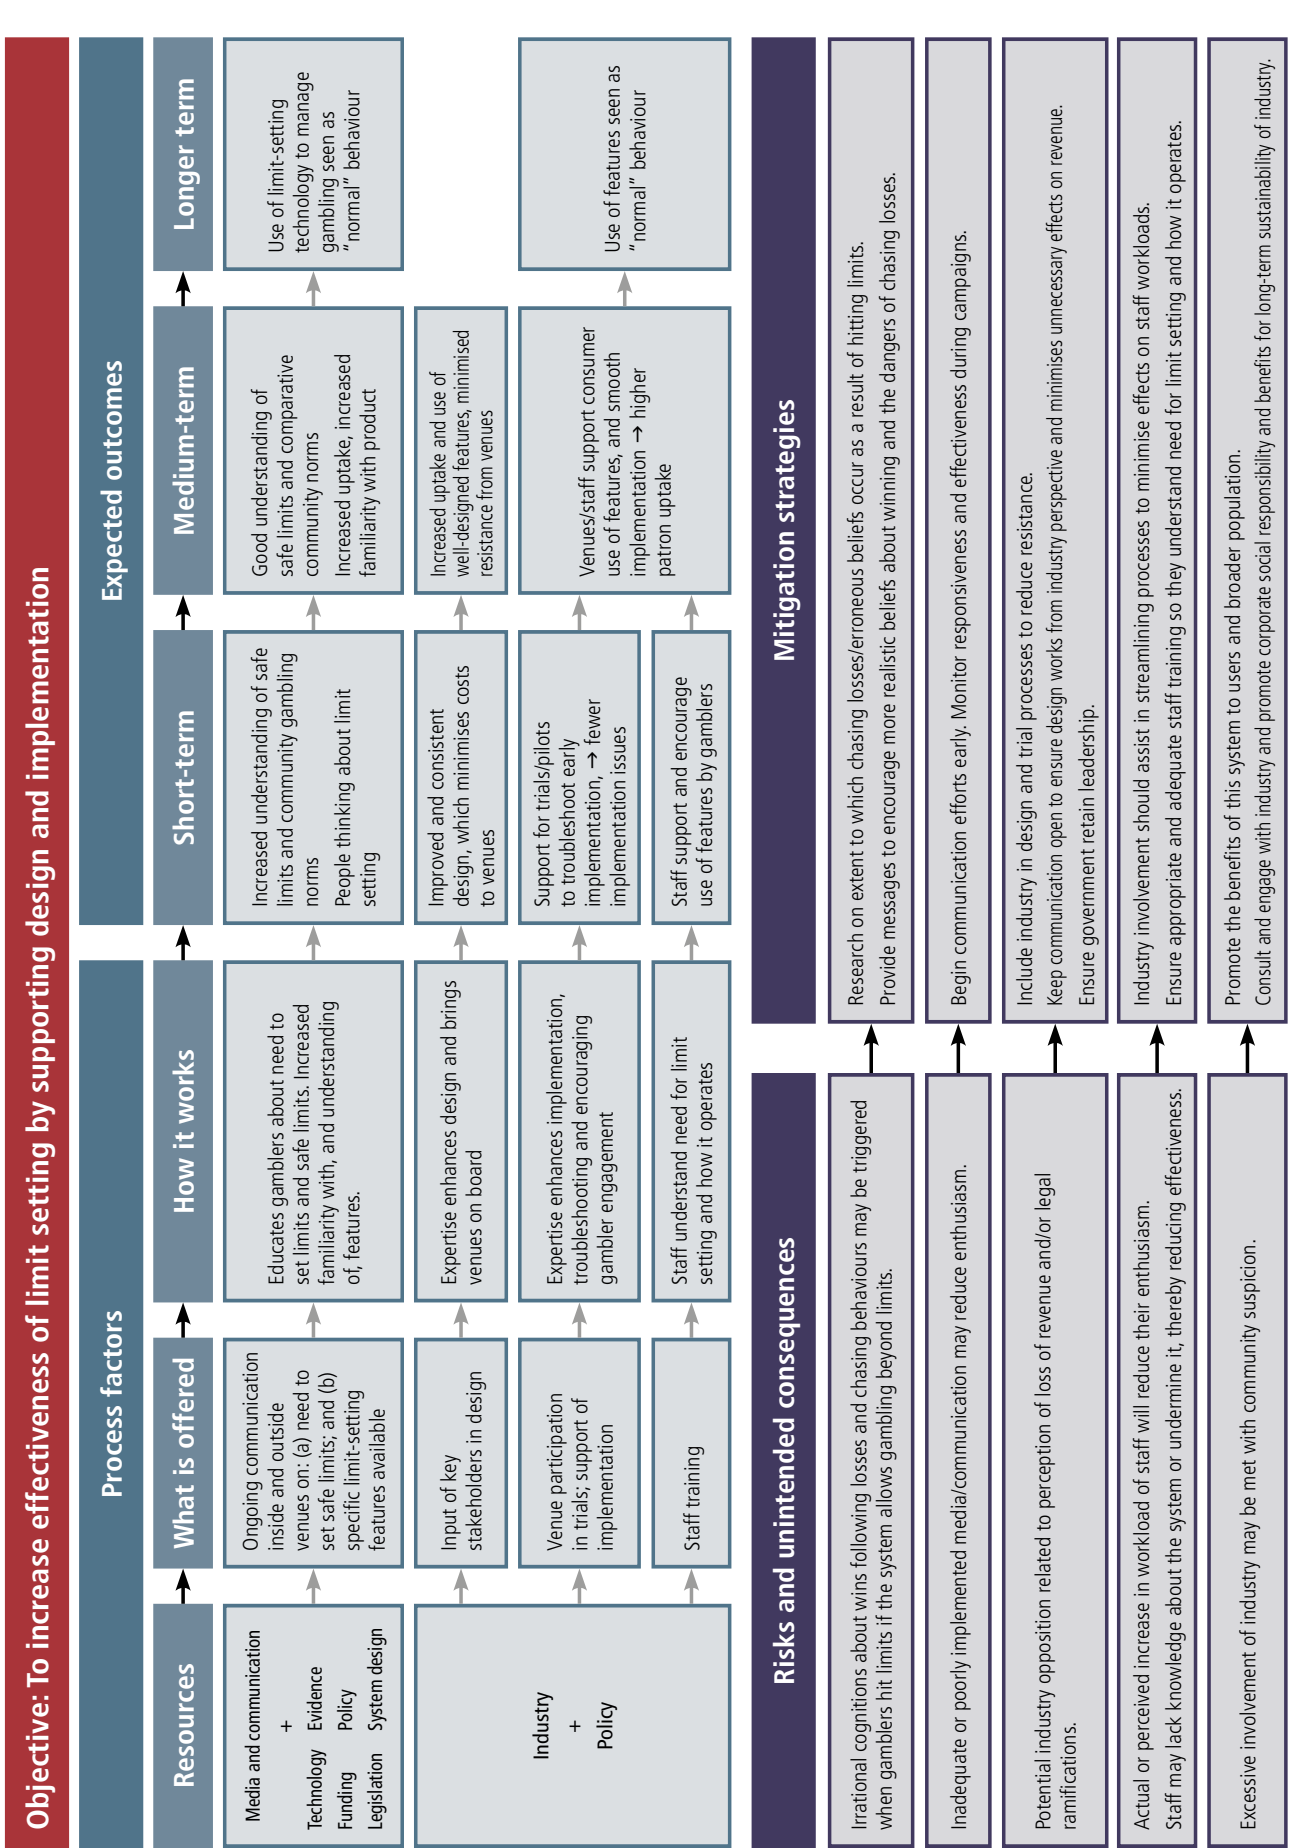 Objective: To increase effectiveness of limit setting by supporting design and implementation
Process factors
Expected outcomes
Resources
What is offered
How it works
Short-term
Medium-term
Longer term
Media and communication
+
Technology Evidence
Funding Policy
Legislation System design
Ongoing communication
inside and outside
venues on: (a) need to
set safe limits; and (b)
specific limit-setting
features available
Educates gamblers about need to
set limits and safe limits. Increased
familiarity with, and understanding
of, features.
Increased understanding of safe
limits and community gambling
norms
People thinking about limit
setting
Good understanding of
safe limits and comparative
community norms
Increased uptake, increased
familiarity with product
Use of limit-setting
technology to manage
gambling seen as
“normal” behaviour
Industry
+
Policy
Input of key
stakeholders in design
Expertise enhances design and brings
venues on board
Improved and consistent
design, which minimises costs
to venues
Increased uptake and use of
well-designed features, minimised
resistance from venues
Venue participation
in trials; support of
implementation
Expertise enhances implementation,
troubleshooting and encouraging
gambler engagement
Support for trials/pilots
to troubleshoot early
implementation, → fewer
implementation issues
Venues/staff support consumer
use of features, and smooth
implementation → higher
patron uptake
Use of features seen as
“normal” behaviour
Staff training
Staff understand need for limit
setting and how it operates
Staff support and encourage
use of features by gamblers
Risks and unintended consequences
Mitigation strategies
Irrational cognitions about wins following losses and chasing behaviours may be triggered
when gamblers hit limits if the system allows gambling beyond limits.
Research on extent to which chasing losses/erroneous beliefs occur as a result of hitting limits.
Provide messages to encourage more realistic beliefs about winning and the dangers of chasing losses.
Inadequate or poorly implemented media/communication may reduce enthusiasm.
Begin communication efforts early. Monitor responsiveness and effectiveness during campaigns.
Potential industry opposition related to perception of loss of revenue and/or legal
ramifications.
Include industry in design and trial processes to reduce resistance.
Keep communication open to ensure design works from industry perspective and minimises unnecessary effects on revenue.
Ensure government retain leadership.
Actual or perceived increase in workload of staff will reduce their enthusiasm.
Staff may lack knowledge about the system or undermine it, thereby reducing effectiveness.
Industry involvement should assist in streamlining processes to minimise effects on staff workloads.
Ensure appropriate and adequate staff training so they understand need for limit setting and how it operates.
Excessive involvement of industry may be met with community suspicion.
Promote the benefits of this system to users and broader population.
Consult and engage with industry and promote corporate social responsibility and benefits for long-term sustainability of industry.